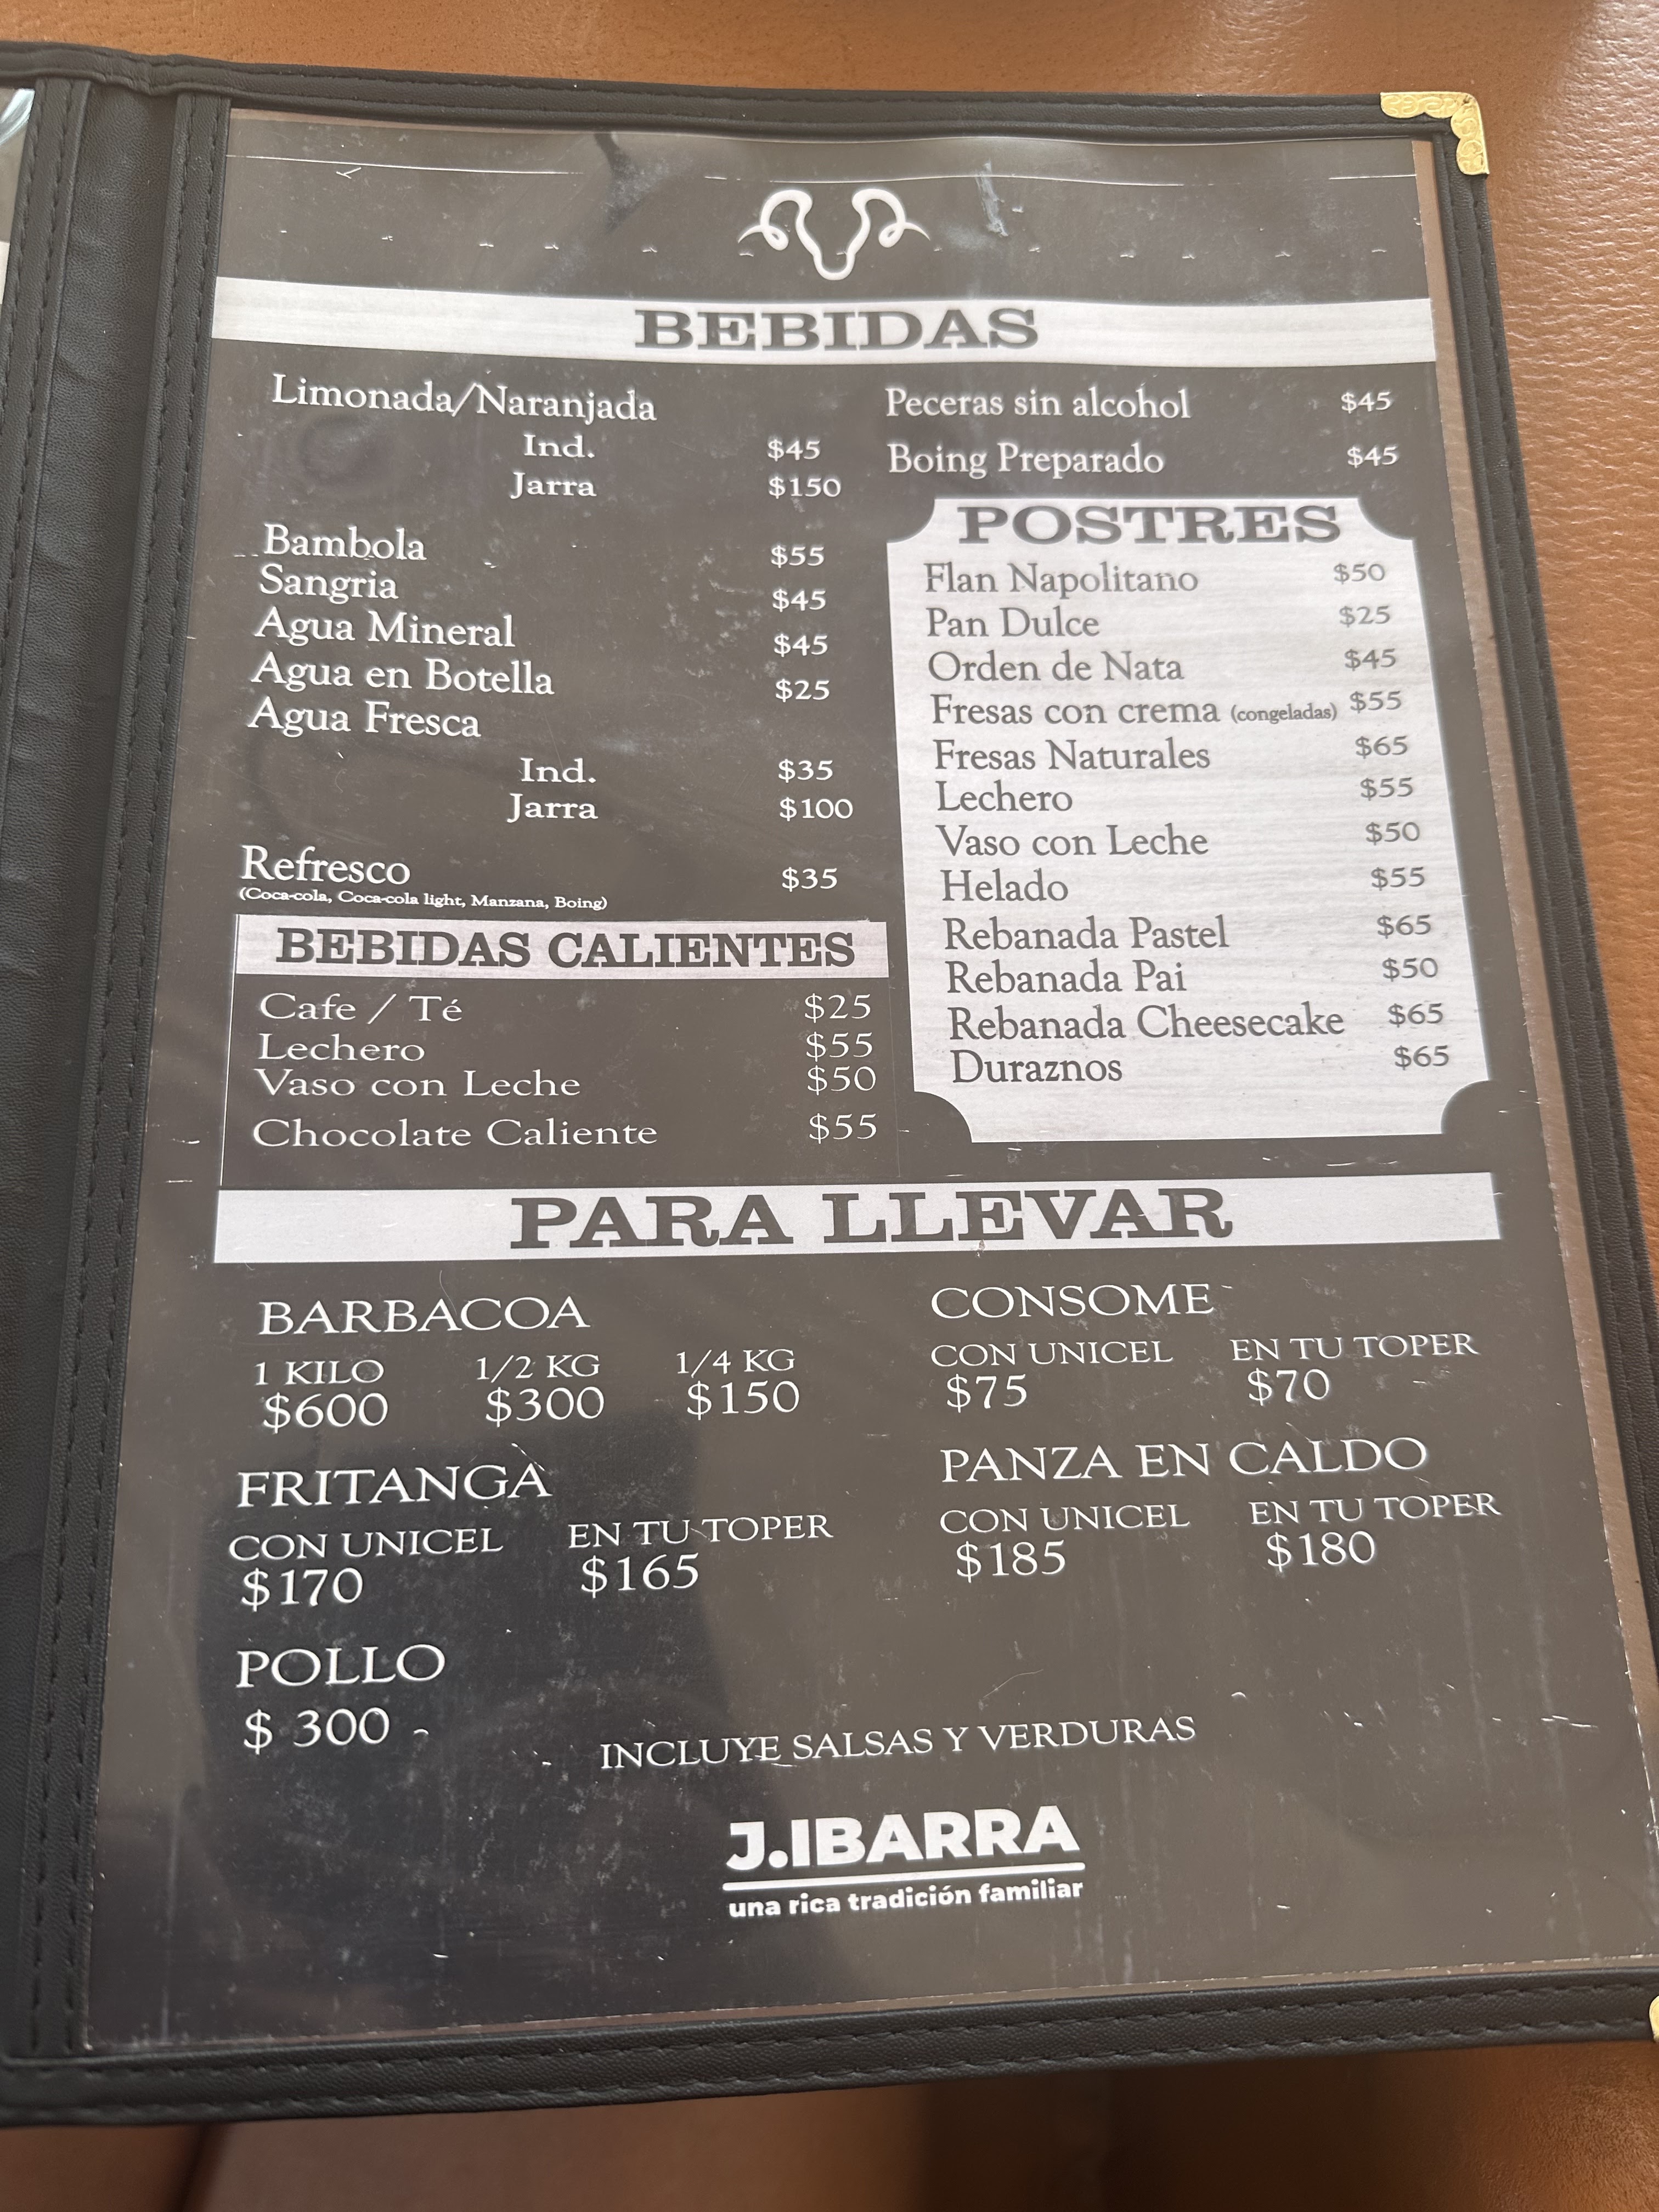 BEBIDAS
Limonada/Naranjada
Ind. $45
Jarra $150
Bambola $55
Sangria $45
Agua Mineral $45
Agua en Botella $25
Agua Fresca
Ind. $35
Jarra $100
Refresco $35
(Coca-cola, Coca-cola light, Manzana, Boing)
Peceras sin alcohol $45
Boing Preparado $45
BEBIDAS CALIENTES
Cafe / Té $25
Lechero $55
Vaso con Leche $50
Chocolate Caliente $55
POSTRES
Flan Napolitano $50
Pan Dulce $25
Orden de Nata $45
Fresas con crema (congeladas) $55
Fresas Naturales $65
Lechero $55
Vaso con Leche $50
Helado $55
Rebanada Pastel $65
Rebanada Pai $50
Rebanada Cheesecake $65
Duraznos $65
PARA LLEVAR
BARBACOA
1 KILO 1/2 KG 1/4 KG
$600 $300 $150
FRITANGA
CON UNICEL EN TU TOPER
$170 $165
POLLO
$ 300
CONSOME
CON UNICEL EN TU TOPER
$75 $70
PANZA EN CALDO
CON UNICEL EN TU TOPER
$185 $180
INCLUYE SALSAS Y VERDURAS
J.IBARRA
una rica tradición familiar